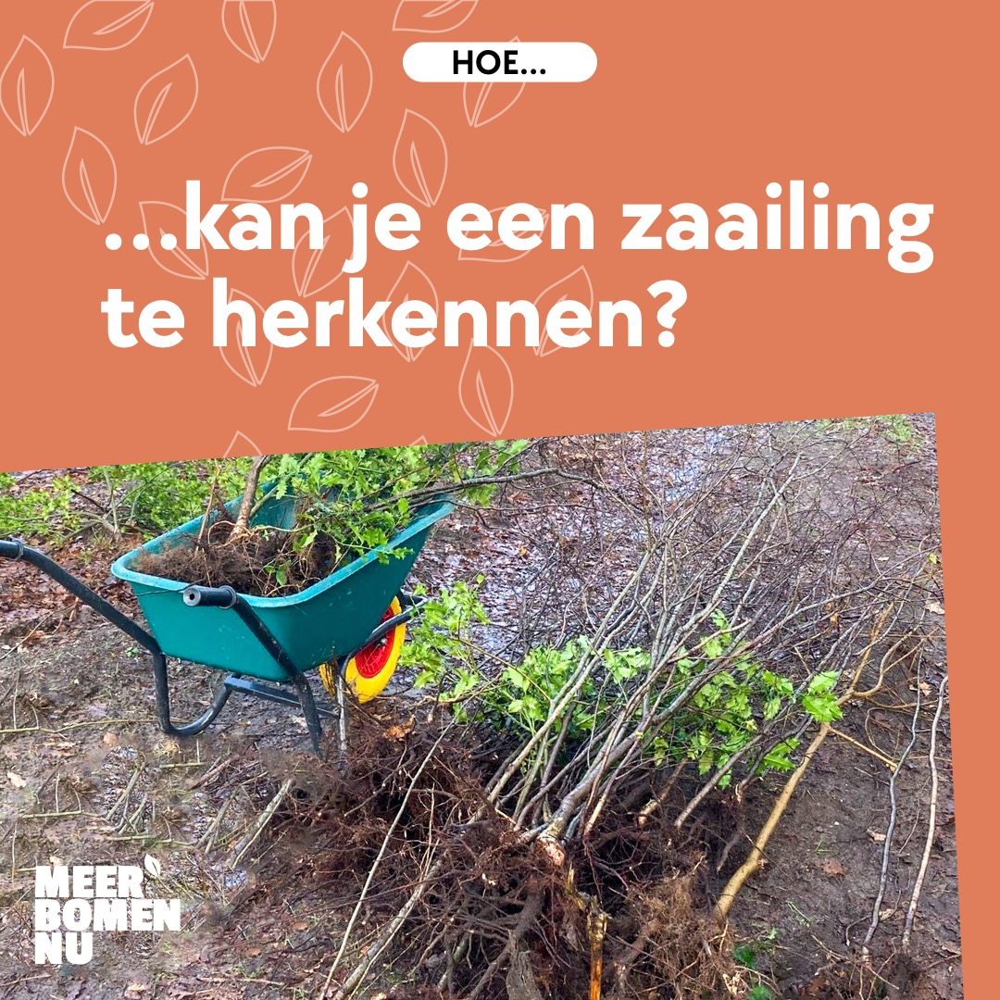 HOE...
...kan je een zaailing
te herkennen?
MEER
BOMEN
NU